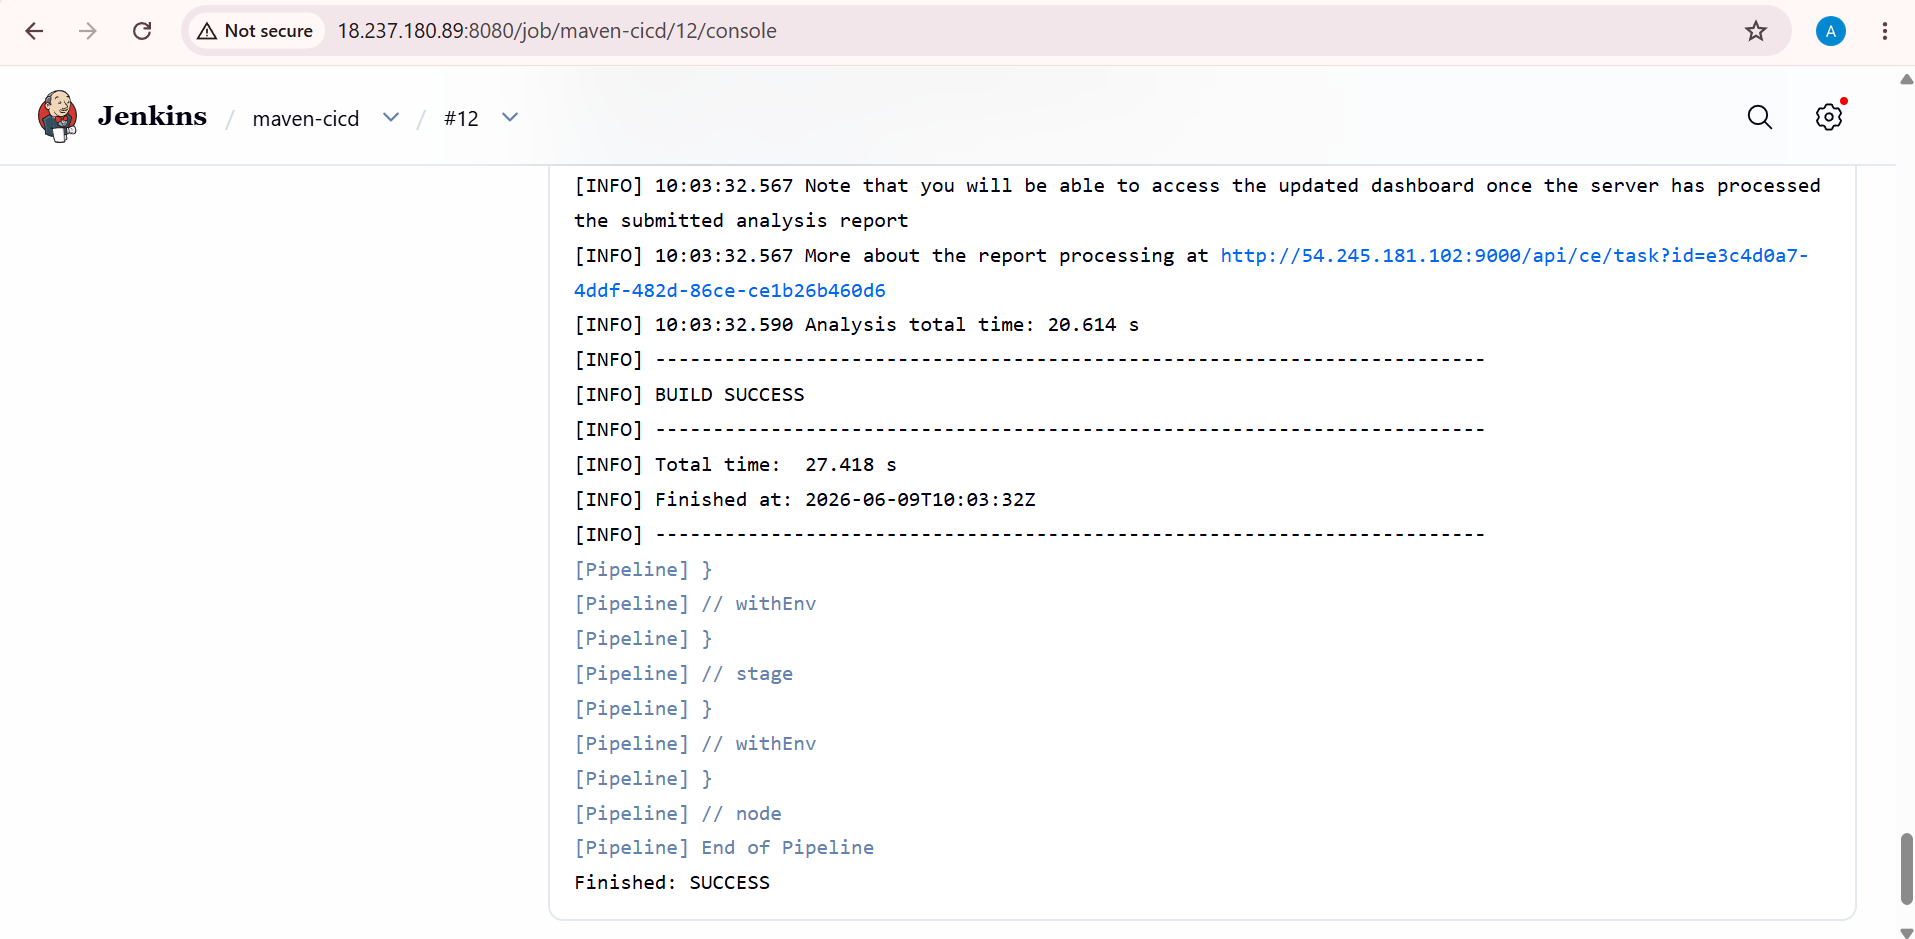 Not secure 18.237.180.89:8080/job/maven-cicd/12/console A
Jenkins / maven-cicd / #12
[INFO] 10:03:32.567 Note that you will be able to access the updated dashboard once the server has processed
the submitted analysis report
[INFO] 10:03:32.567 More about the report processing at http://54.245.181.102:9000/api/ce/task?id=e3c4d0a7-
4ddf-482d-86ce-ce1b26b460d6
[INFO] 10:03:32.590 Analysis total time: 20.614 s
[INFO] ------------------------------------------------------------------------
[INFO] BUILD SUCCESS
[INFO] ------------------------------------------------------------------------
[INFO] Total time:  27.418 s
[INFO] Finished at: 2026-06-09T10:03:32Z
[INFO] ------------------------------------------------------------------------
[Pipeline] }
[Pipeline] // withEnv
[Pipeline] }
[Pipeline] // stage
[Pipeline] }
[Pipeline] // withEnv
[Pipeline] }
[Pipeline] // node
[Pipeline] End of Pipeline
Finished: SUCCESS